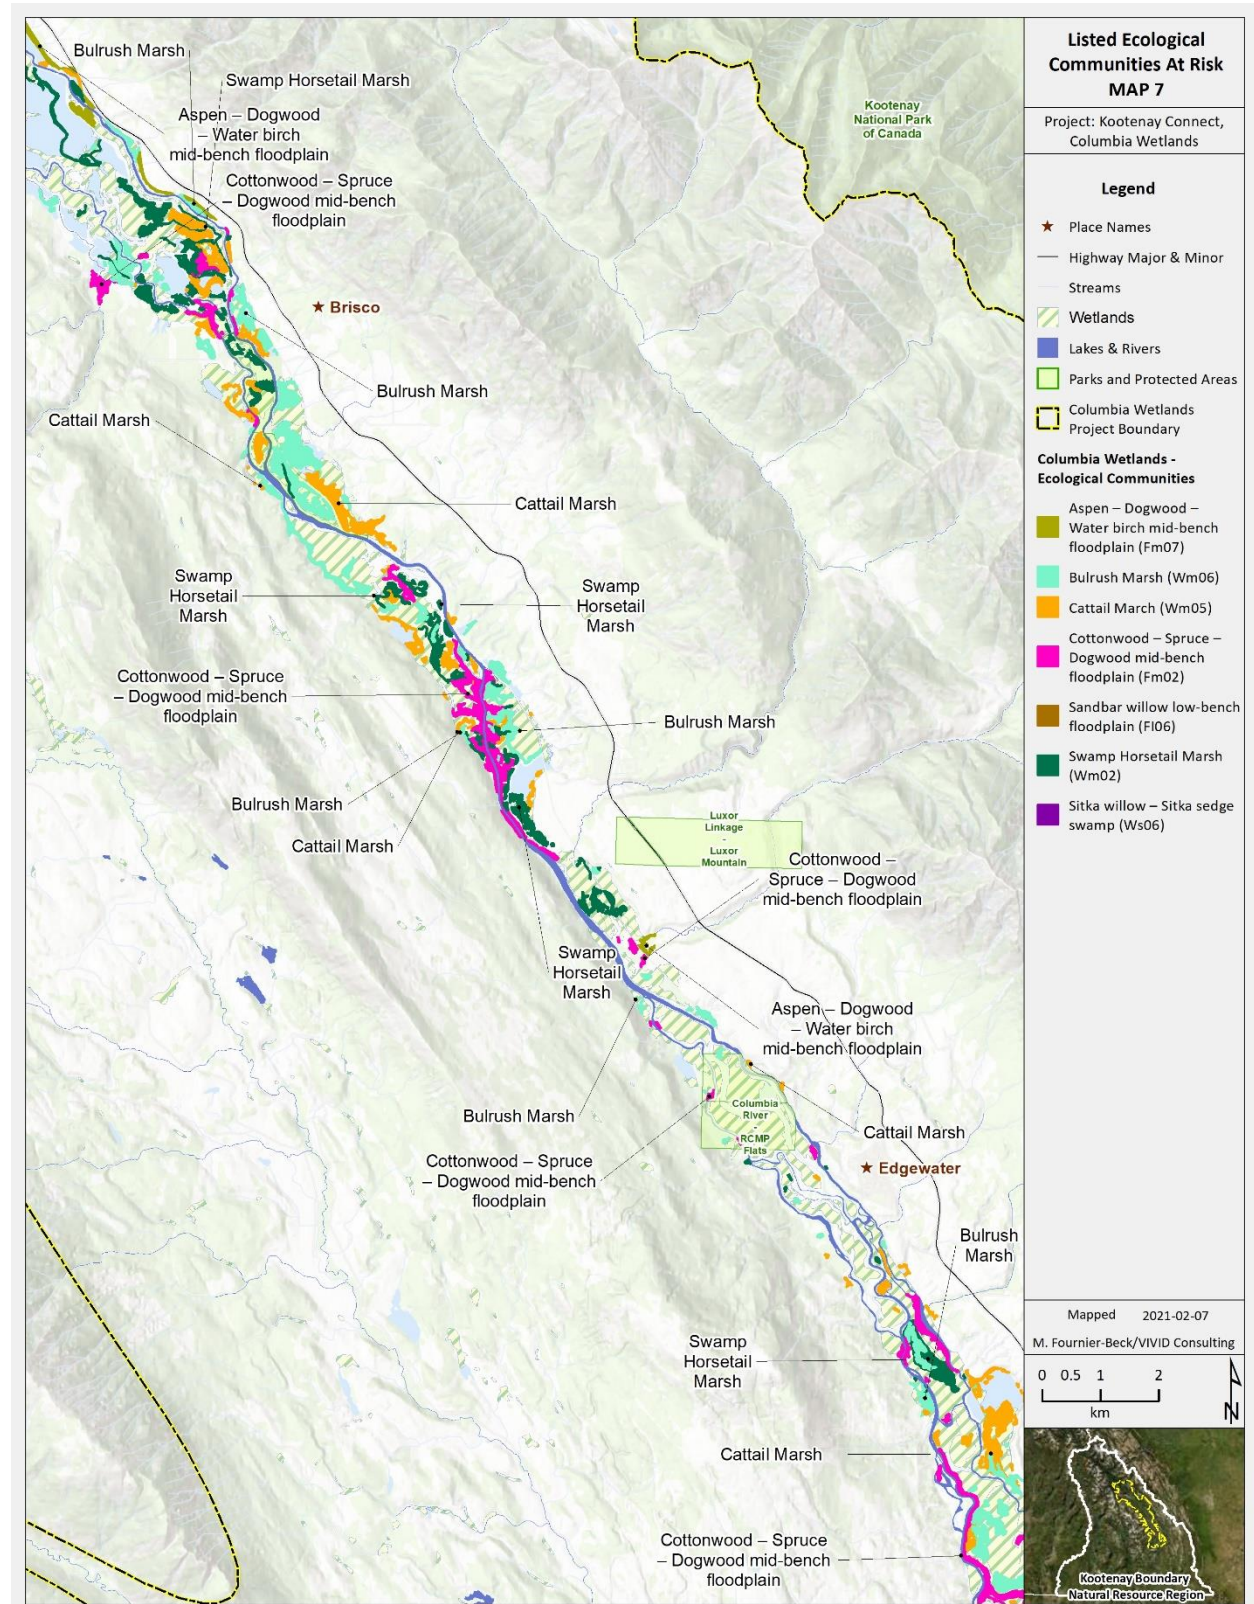 Bulrush Marsh
Swamp Horsetail Marsh
Aspen – Dogwood
– Water birch
mid-bench floodplain
Cottonwood – Spruce
– Dogwood mid-bench
floodplain
Kootenay
National Park
of Canada
Brisco
Bulrush Marsh
Cattail Marsh
Cattail Marsh
Swamp
Horsetail
Marsh
Swamp
Horsetail
Marsh
Cottonwood – Spruce
– Dogwood mid-bench
floodplain
Bulrush Marsh
Bulrush Marsh
Cattail Marsh
Luxor
Linkage
-
Luxor
Mountain
Cottonwood –
Spruce – Dogwood
mid-bench floodplain
Swamp
Horsetail
Marsh
Aspen – Dogwood
– Water birch
mid-bench floodplain
Bulrush Marsh
Columbia
River
-
RCMP
Flats
Cattail Marsh
Cottonwood – Spruce
– Dogwood mid-bench
floodplain
Edgewater
Bulrush
Marsh
Swamp
Horsetail
Marsh
Cattail Marsh
Cottonwood – Spruce
– Dogwood mid-bench
floodplain
Listed Ecological
Communities At Risk
MAP 7
Project: Kootenay Connect,
Columbia Wetlands
Legend
Place Names
Highway Major & Minor
Streams
Wetlands
Lakes & Rivers
Parks and Protected Areas
Columbia Wetlands
Project Boundary
Columbia Wetlands -
Ecological Communities
Aspen – Dogwood –
Water birch mid-bench
floodplain (Fm07)
Bulrush Marsh (Wm06)
Cattail March (Wm05)
Cottonwood – Spruce –
Dogwood mid-bench
floodplain (Fm02)
Sandbar willow low-bench
floodplain (Fl06)
Swamp Horsetail Marsh
(Wm02)
Sitka willow – Sitka sedge
swamp (Ws06)
Mapped 2021-02-07
M. Fournier-Beck/VIVID Consulting
0 0.5 1 2
km
N
Kootenay Boundary
Natural Resource Region